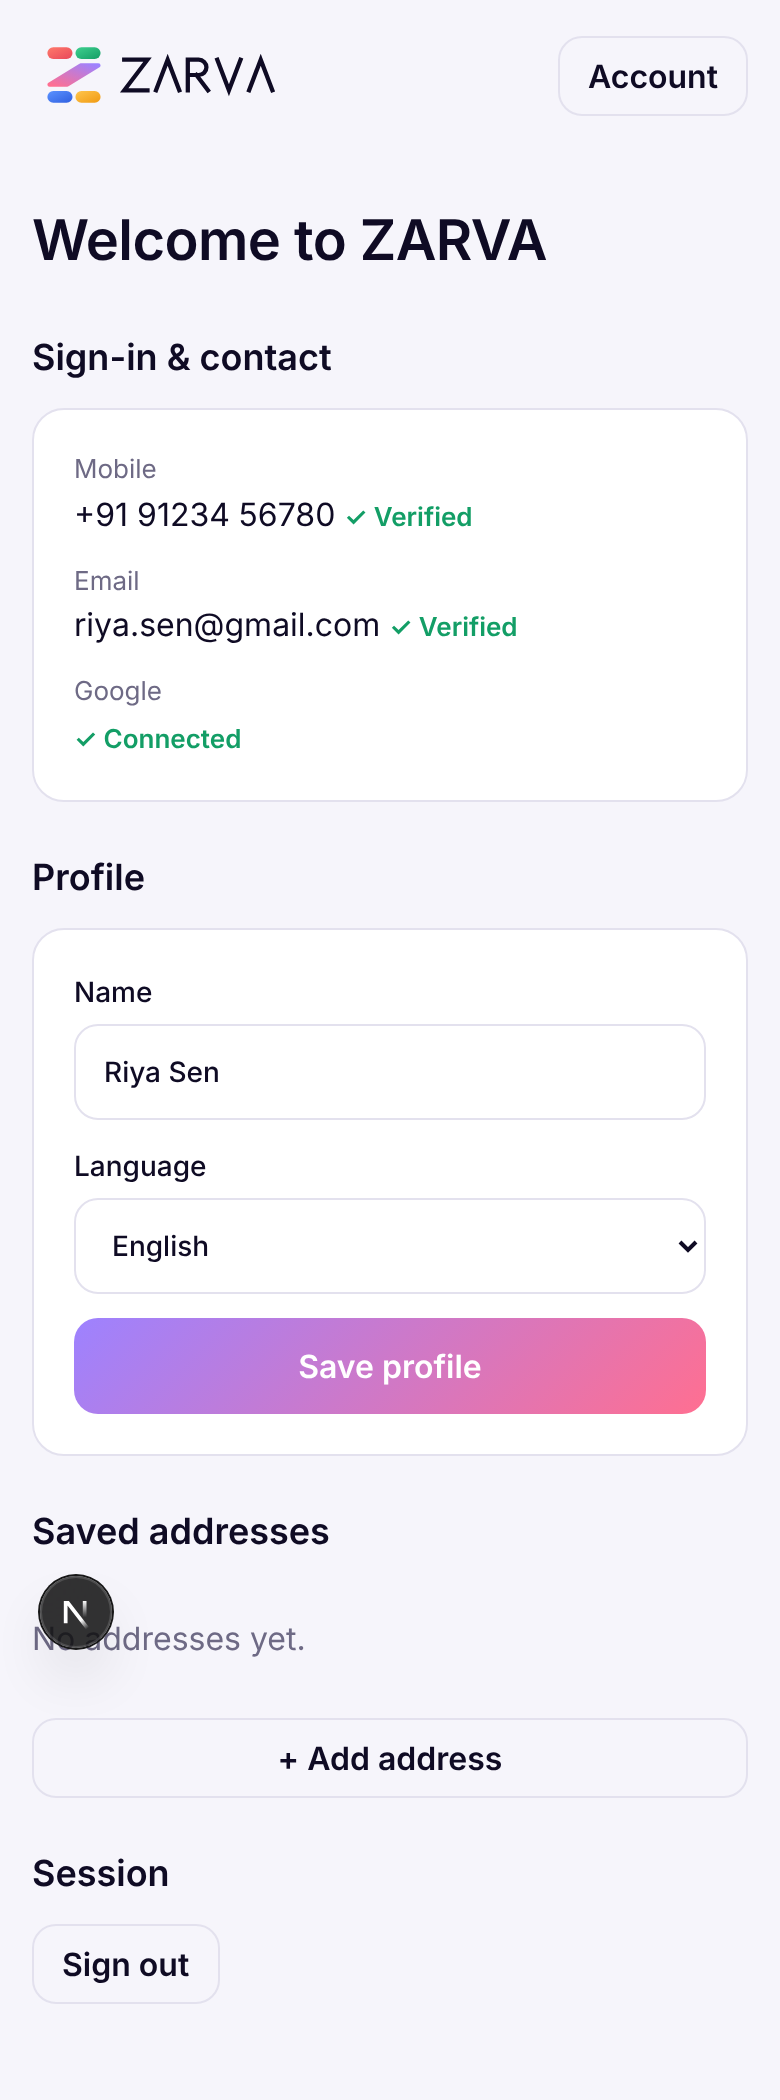 ZARVA
Account
Welcome to ZARVA
Sign-in & contact
Mobile
+91 91234 56780 ✓ Verified
Email
riya.sen@gmail.com ✓ Verified
Google
✓ Connected
Profile
Name
Riya Sen
Language
English
Save profile
Saved addresses
N
No addresses yet.
+ Add address
Session
Sign out